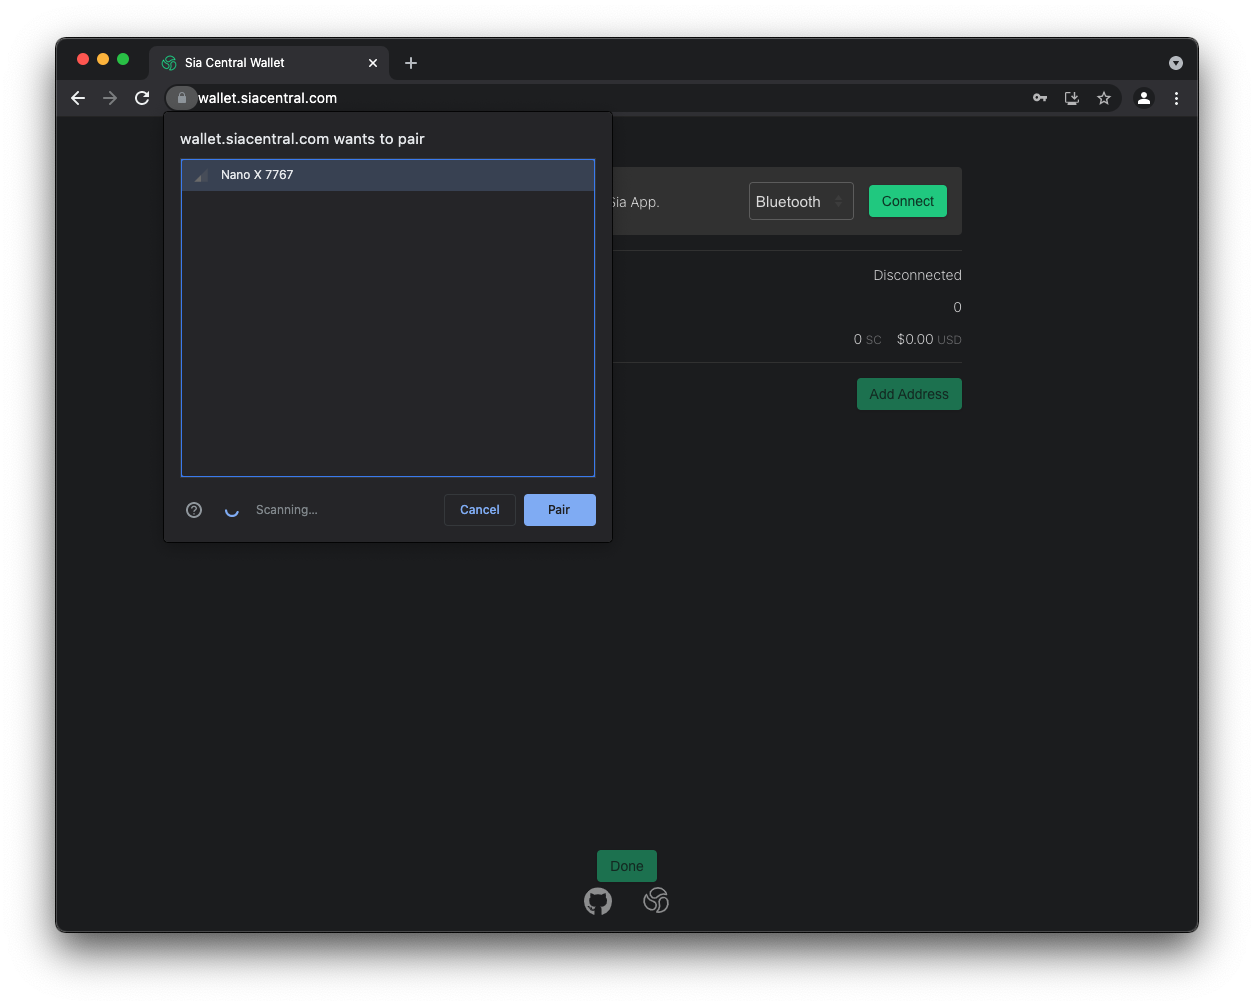 Sia Central Wallet
wallet.siacentral.com
wallet.siacentral.com wants to pair
Nano X 7767
Sia App.
Bluetooth
Connect
Disconnected
0
0 SC $0.00 USD
Add Address
Scanning...
Cancel
Pair
Done